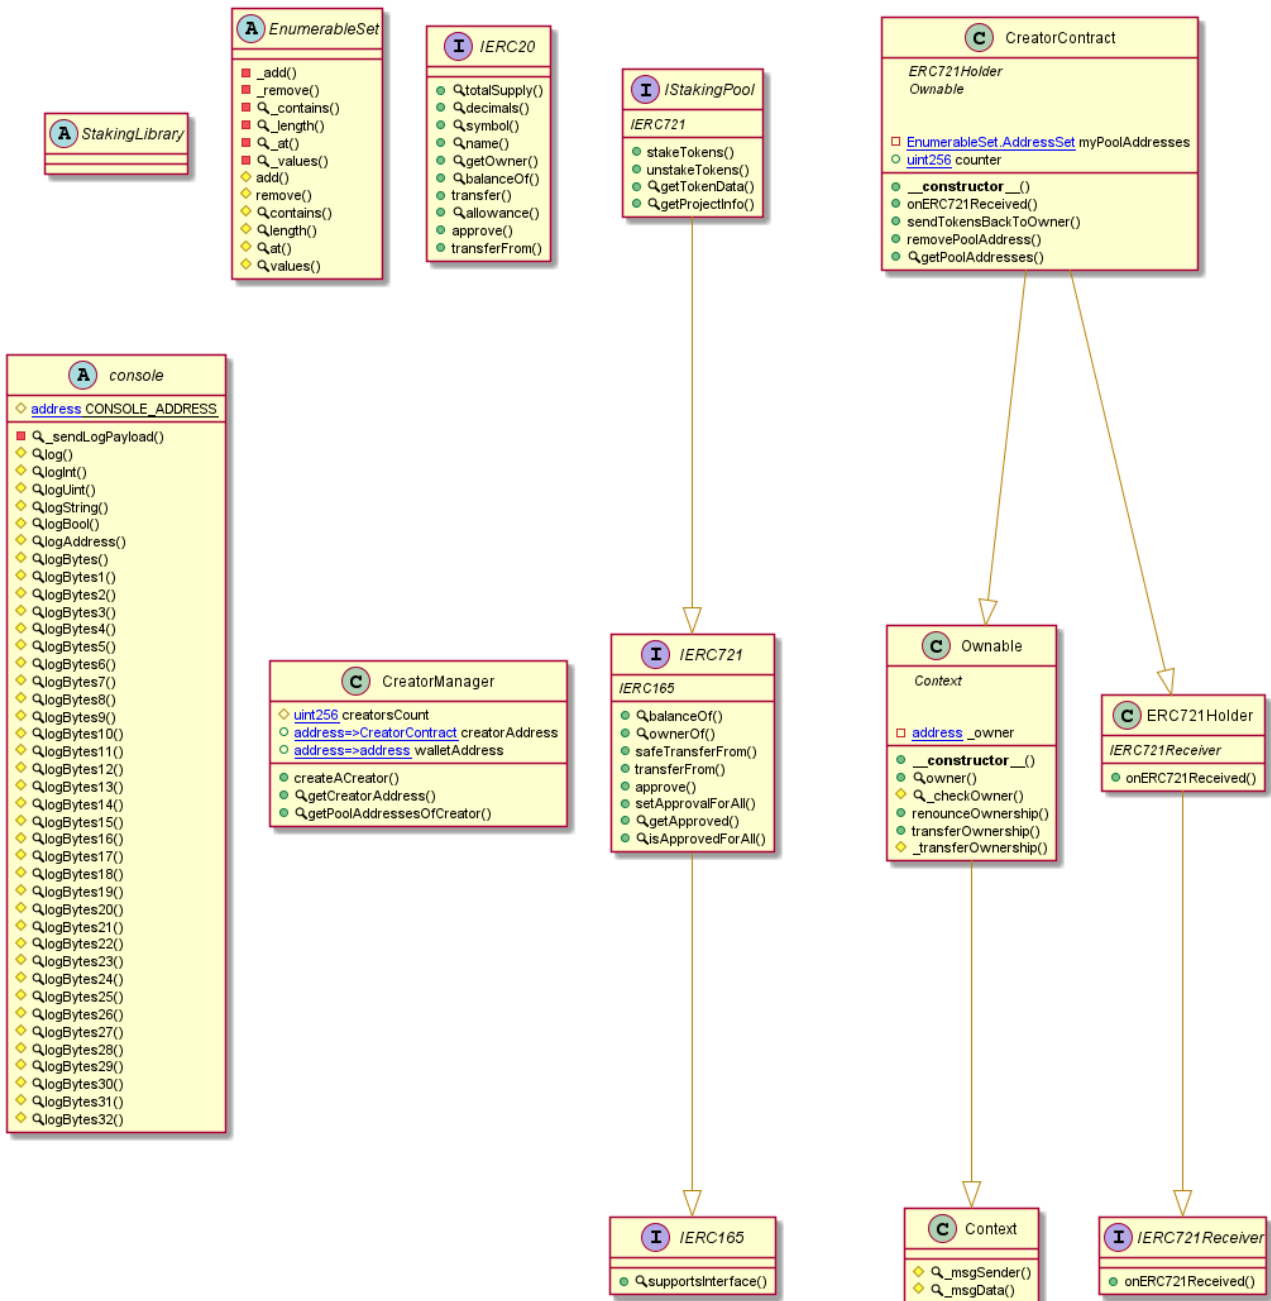 A StakingLibrary
A EnumerableSet
_add()
_remove()
_contains()
_length()
_at()
_values()
add()
remove()
contains()
length()
at()
values()
I IERC20
totalSupply()
decimals()
symbol()
name()
getOwner()
balanceOf()
transfer()
allowance()
approve()
transferFrom()
I IStakingPool
IERC721
stakeTokens()
unstakeTokens()
getTokenData()
getProjectInfo()
C CreatorContract
ERC721Holder
Ownable
EnumerableSet.AddressSet myPoolAddresses
uint256 counter
__constructor__()
onERC721Received()
sendTokensBackToOwner()
removePoolAddress()
getPoolAddresses()
A console
address CONSOLE_ADDRESS
_sendLogPayload()
log()
logInt()
logUint()
logString()
logBool()
logAddress()
logBytes()
logBytes1()
logBytes2()
logBytes3()
logBytes4()
logBytes5()
logBytes6()
logBytes7()
logBytes8()
logBytes9()
logBytes10()
logBytes11()
logBytes12()
logBytes13()
logBytes14()
logBytes15()
logBytes16()
logBytes17()
logBytes18()
logBytes19()
logBytes20()
logBytes21()
logBytes22()
logBytes23()
logBytes24()
logBytes25()
logBytes26()
logBytes27()
logBytes28()
logBytes29()
logBytes30()
logBytes31()
logBytes32()
C CreatorManager
uint256 creatorsCount
address=>CreatorContract creatorAddress
address=>address walletAddress
createACreator()
getCreatorAddress()
getPoolAddressesOfCreator()
I IERC721
IERC165
balanceOf()
ownerOf()
safeTransferFrom()
transferFrom()
approve()
setApprovalForAll()
getApproved()
isApprovedForAll()
C Ownable
Context
address _owner
__constructor__()
owner()
_checkOwner()
renounceOwnership()
transferOwnership()
_transferOwnership()
C ERC721Holder
IERC721Receiver
onERC721Received()
I IERC165
supportsInterface()
C Context
_msgSender()
_msgData()
I IERC721Receiver
onERC721Received()